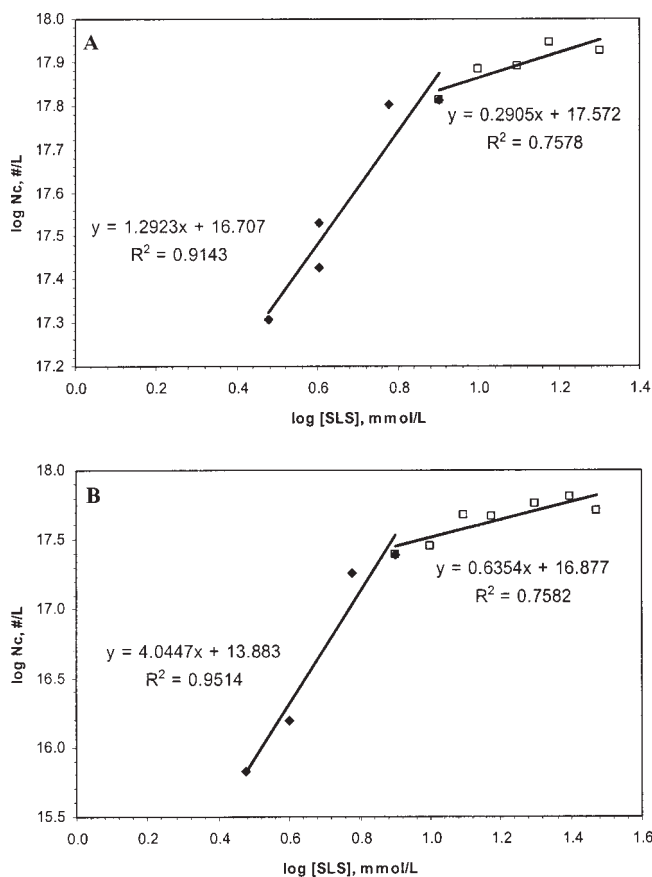 A
18.0
17.9
17.8
17.7
17.6
17.5
17.4
17.3
17.2
log Nc, #/L
y = 0.2905x + 17.572
R² = 0.7578
y = 1.2923x + 16.707
R² = 0.9143
0.0 0.2 0.4 0.6 0.8 1.0 1.2 1.4
log [SLS], mmol/L
B
18.0
17.5
17.0
16.5
16.0
15.5
log Nc, #/L
y = 0.6354x + 16.877
R² = 0.7582
y = 4.0447x + 13.883
R² = 0.9514
0.0 0.2 0.4 0.6 0.8 1.0 1.2 1.4 1.6
log [SLS], mmol/L